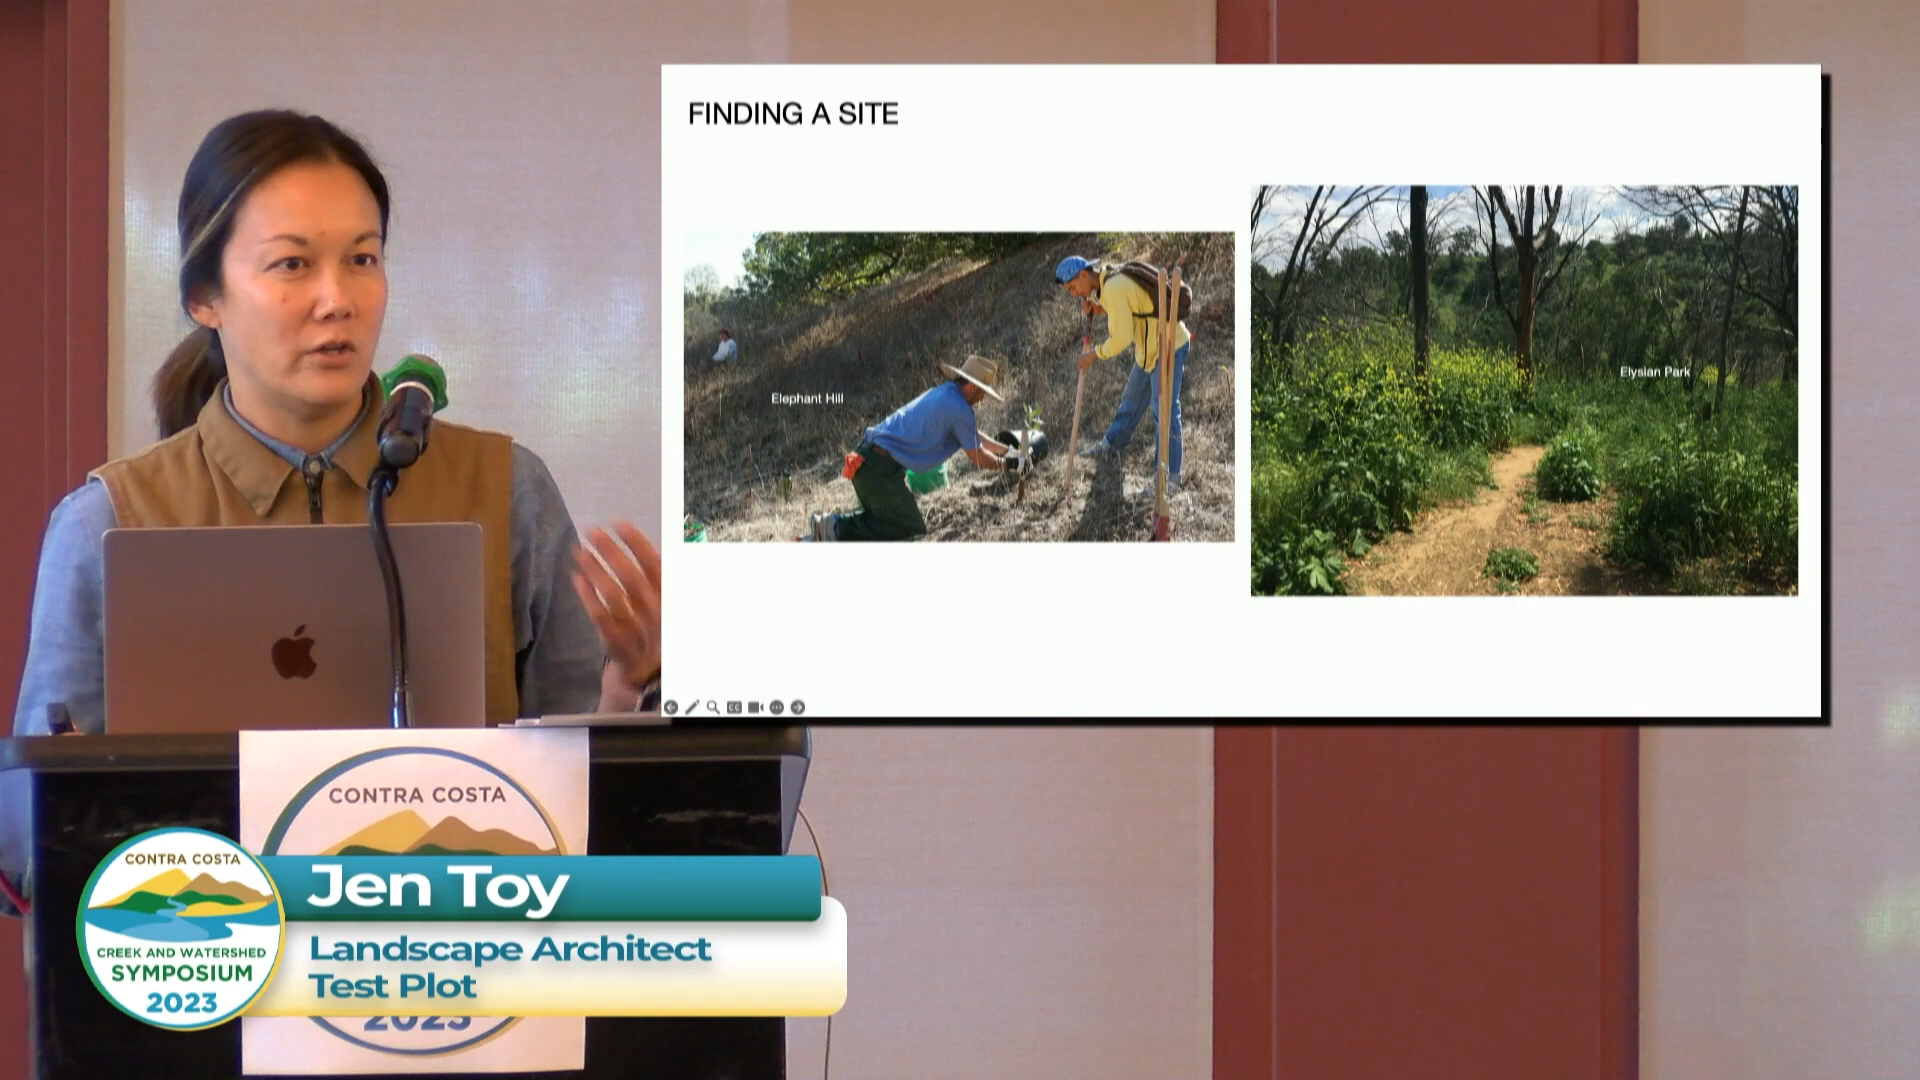 FINDING A SITE
Elephant Hill
Elysian Park
CONTRA COSTA
2023
CONTRA COSTA
CREEK AND WATERSHED
SYMPOSIUM
2023
Jen Toy
Landscape Architect
Test Plot